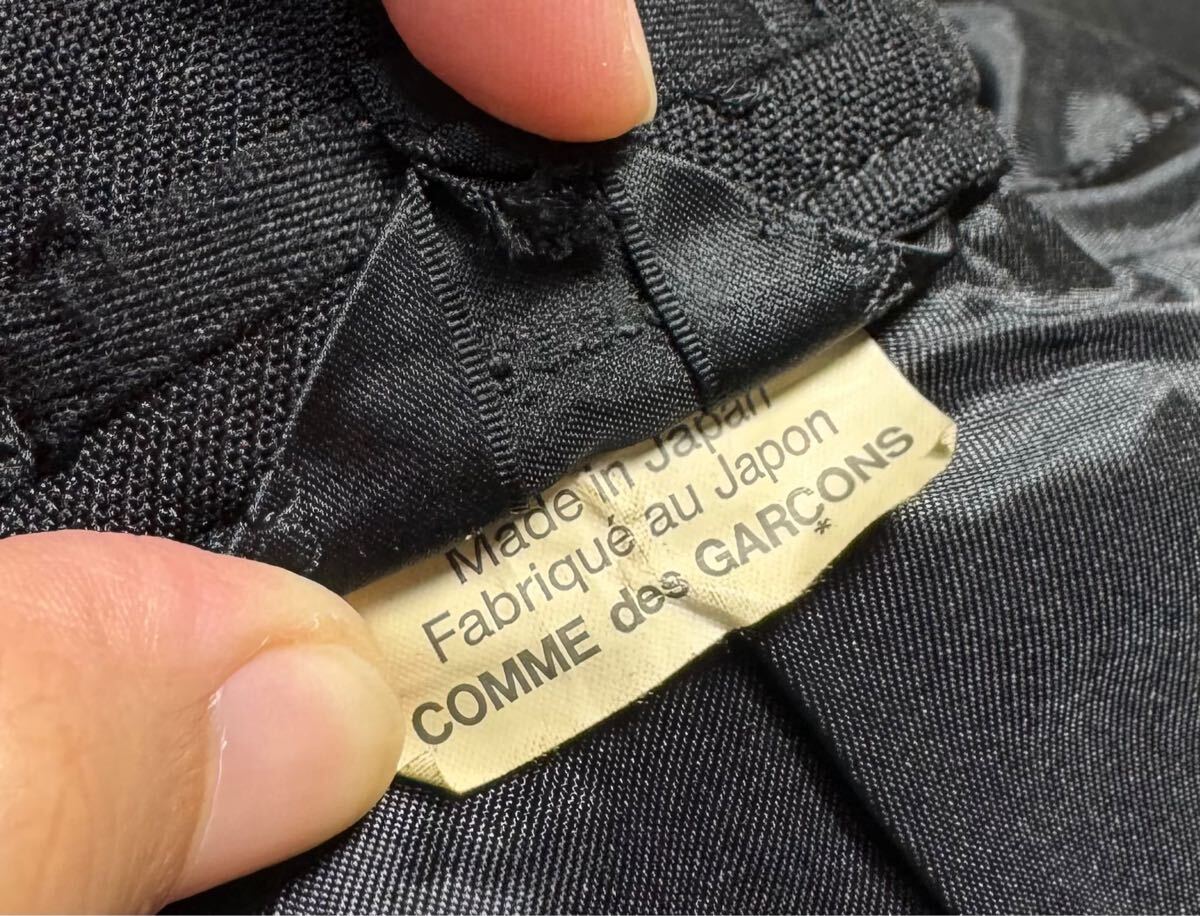 Made in Japan
Fabriqué au Japon
COMME des GARÇONS
*